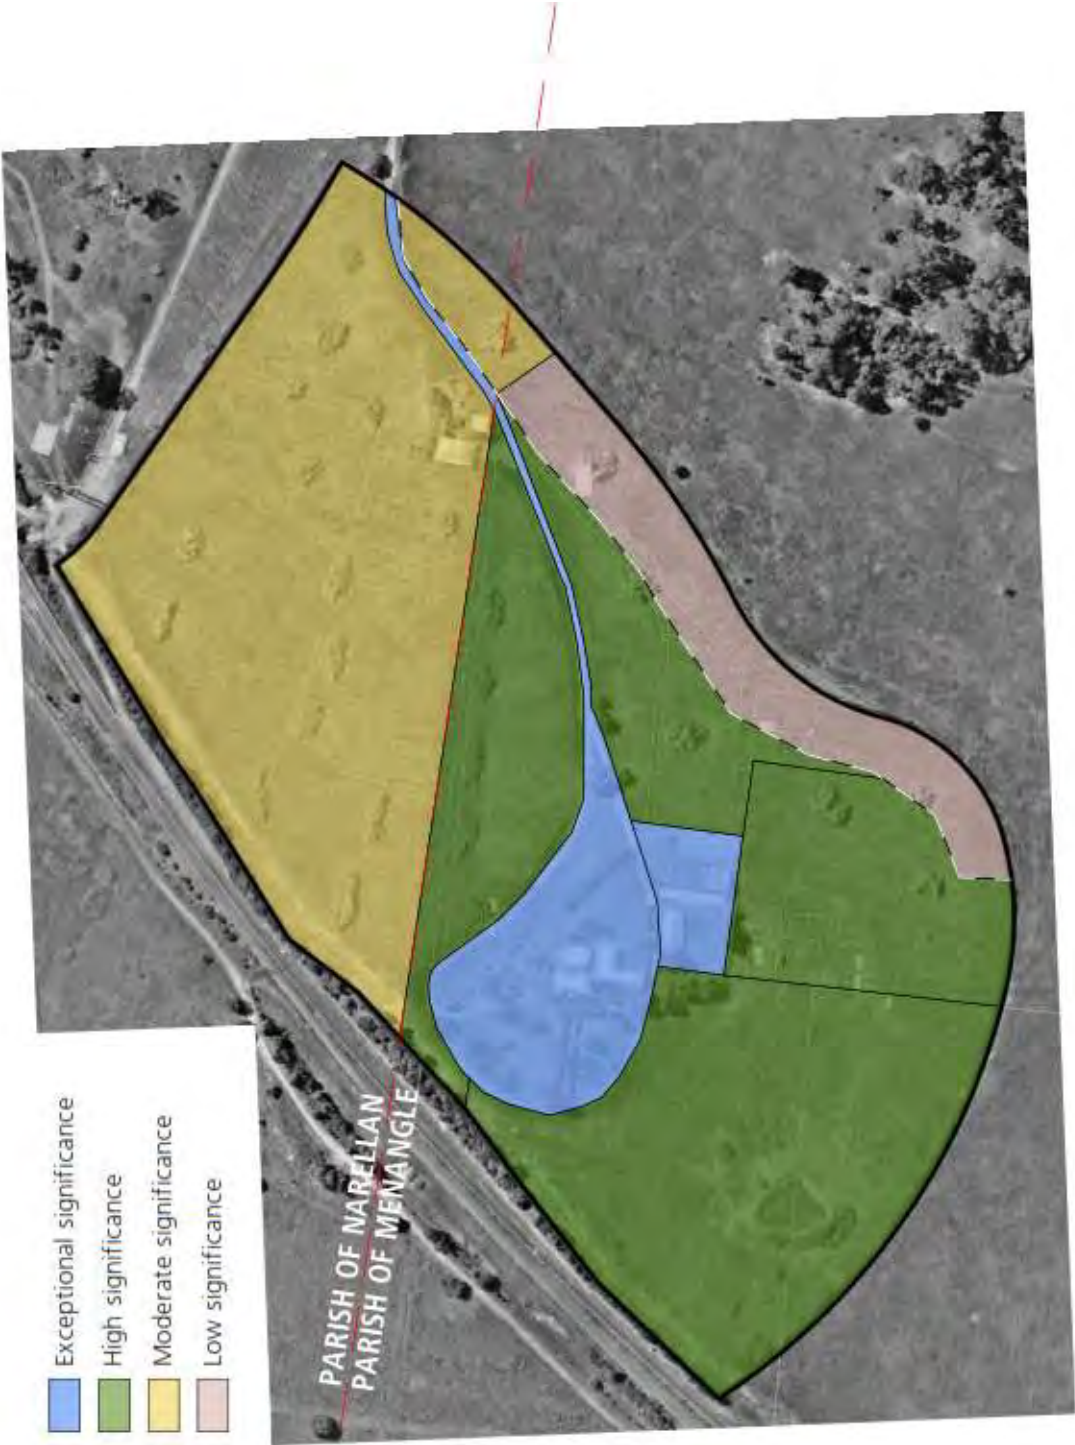 Exceptional significance
High significance
Moderate significance
Low significance
PARISH OF NARELLAN
PARISH OF MENANGLE